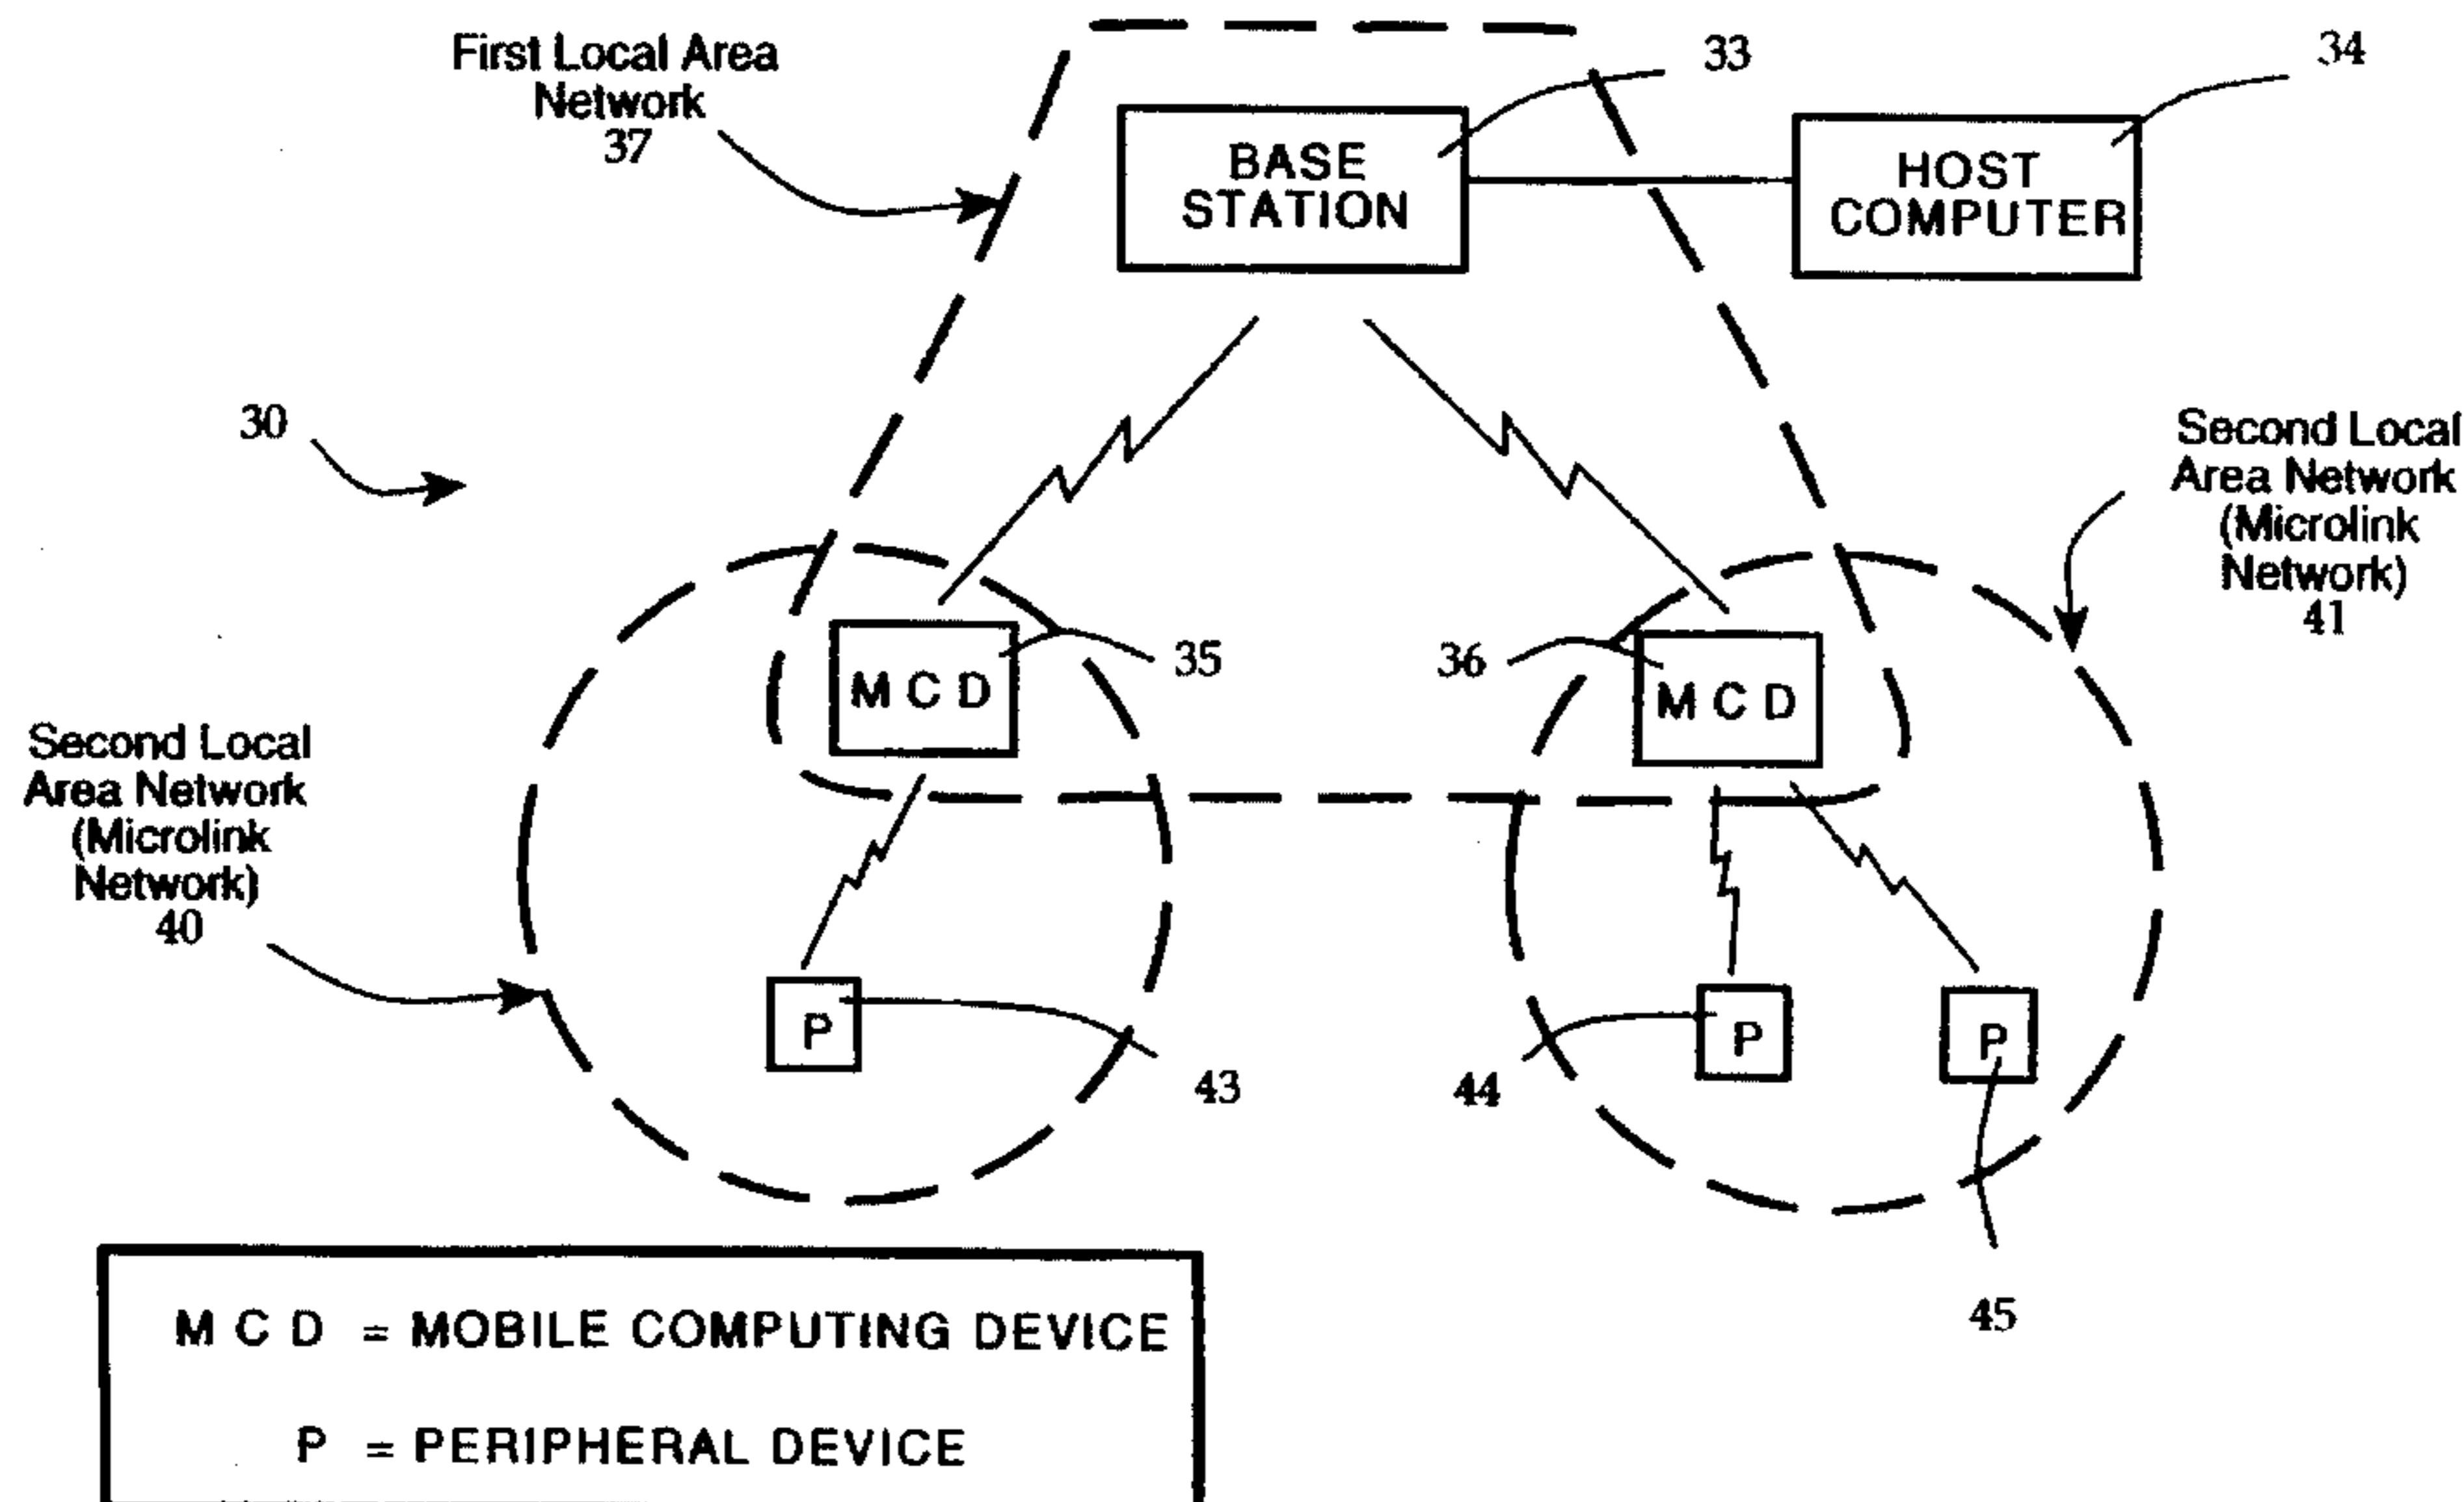 First Local Area
Network
37
33
34
BASE
STATION
HOST
COMPUTER
30
Second Local
Area Network
(Microlink
Network)
41
35
36
M C D
M C D
Second Local
Area Network
(Microlink
Network)
40
P
P
P
43
44
45
M C D = MOBILE COMPUTING DEVICE
P = PERIPHERAL DEVICE